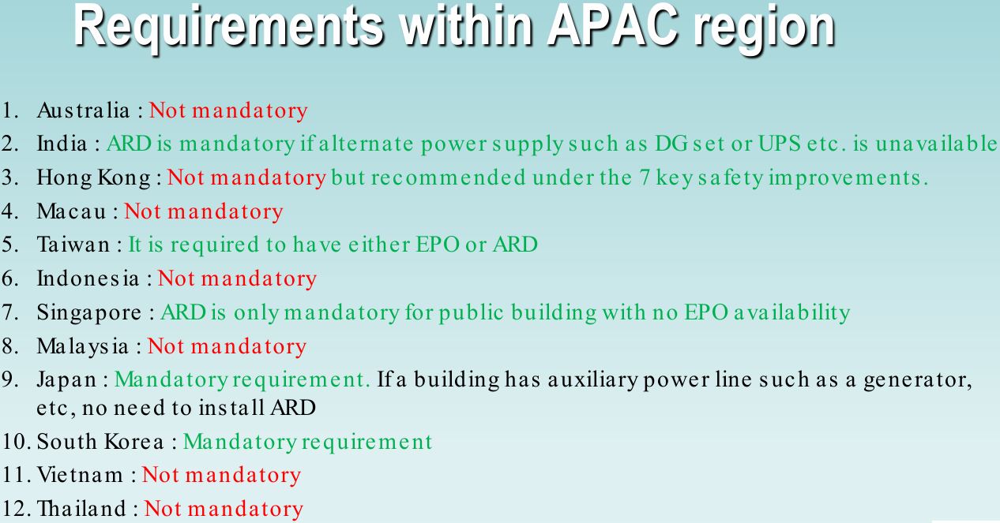 Requirements within APAC region
1. Australia : Not mandatory
2. India : ARD is mandatory if alternate power supply such as DG set or UPS etc. is unavailable
3. Hong Kong : Not mandatory but recommended under the 7 key safety improvements.
4. Macau : Not mandatory
5. Taiwan : It is required to have either EPO or ARD
6. Indonesia : Not mandatory
7. Singapore : ARD is only mandatory for public building with no EPO availability
8. Malaysia : Not mandatory
9. Japan : Mandatory requirement. If a building has auxiliary power line such as a generator,
etc, no need to install ARD
10. South Korea : Mandatory requirement
11. Vietnam : Not mandatory
12. Thailand : Not mandatory